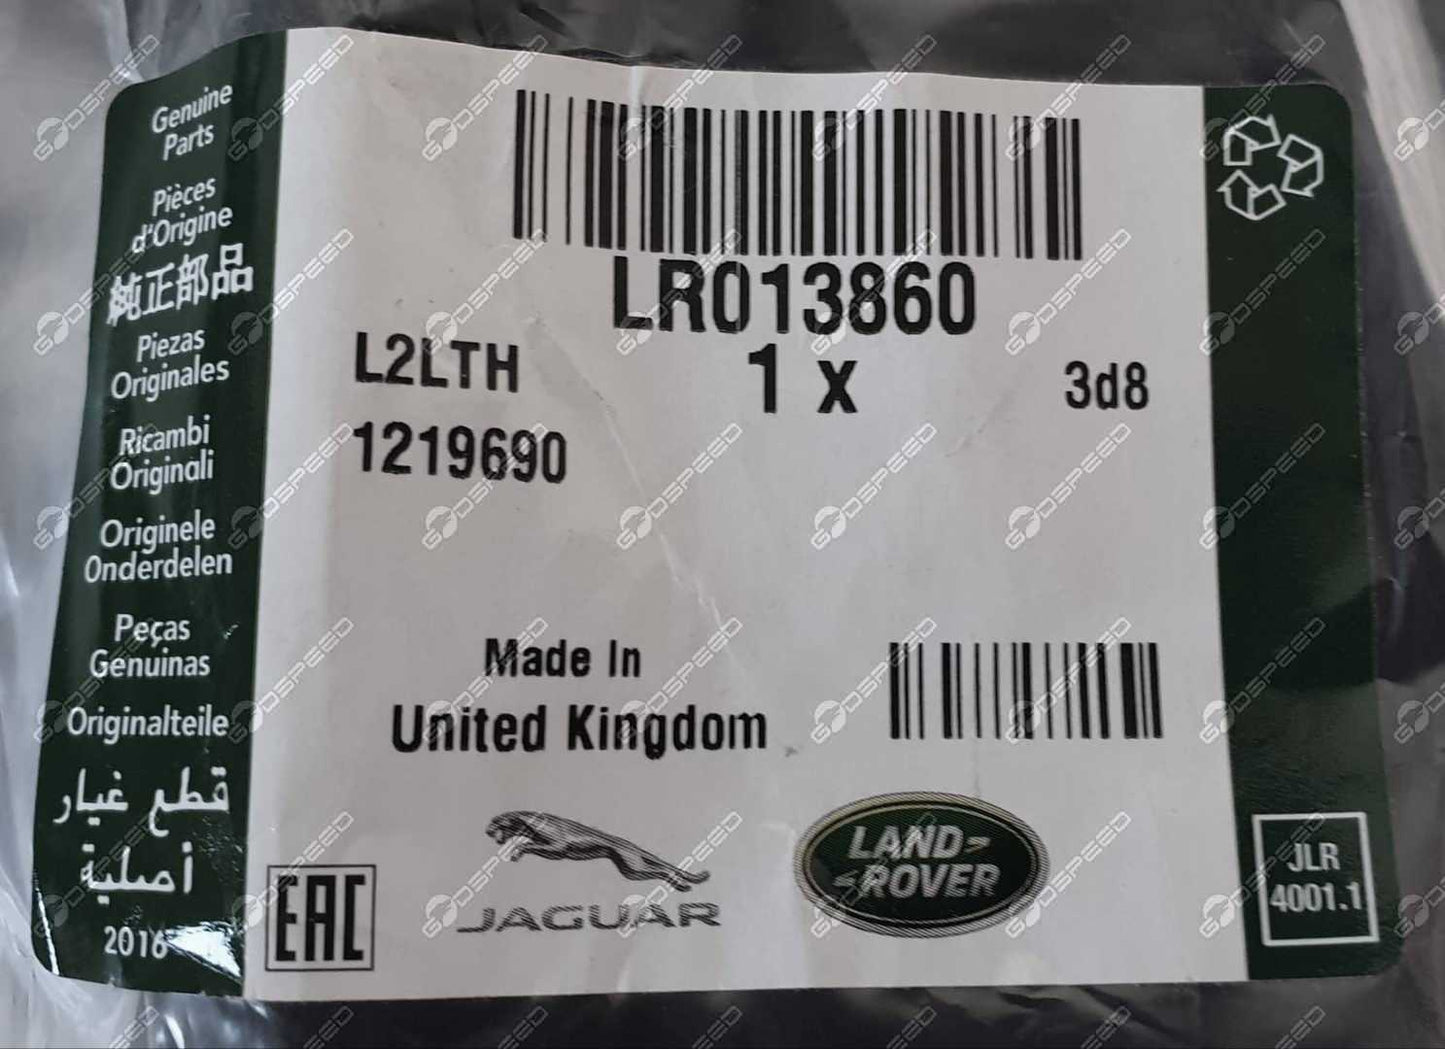 Genuine
Parts
Pièces
d'Origine
純正部品
Piezas
Originales
Ricambi
Originali
Originele
Onderdelen
Peças
Genuinas
Originalteile
قطع غيار
أصلية
2016
LR013860
L2LTH
1 x
3d8
1219690
Made In
United Kingdom
EAC
JAGUAR
LAND
ROVER
JLR
4001.1
GODSPEED